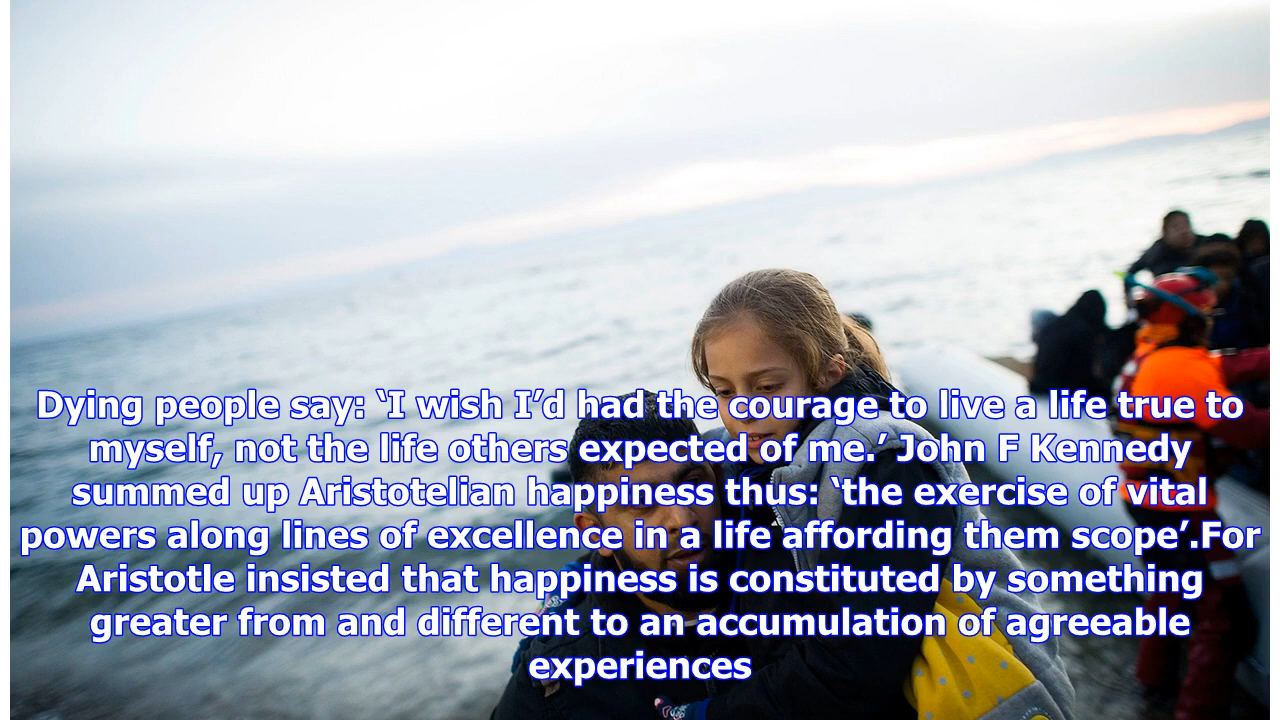 Dying people say: ‘I wish I’d had the courage to live a life true to
myself, not the life others expected of me.’ John F Kennedy
summed up Aristotelian happiness thus: ‘the exercise of vital
powers along lines of excellence in a life affording them scope’.For
Aristotle insisted that happiness is constituted by something
greater from and different to an accumulation of agreeable
experiences